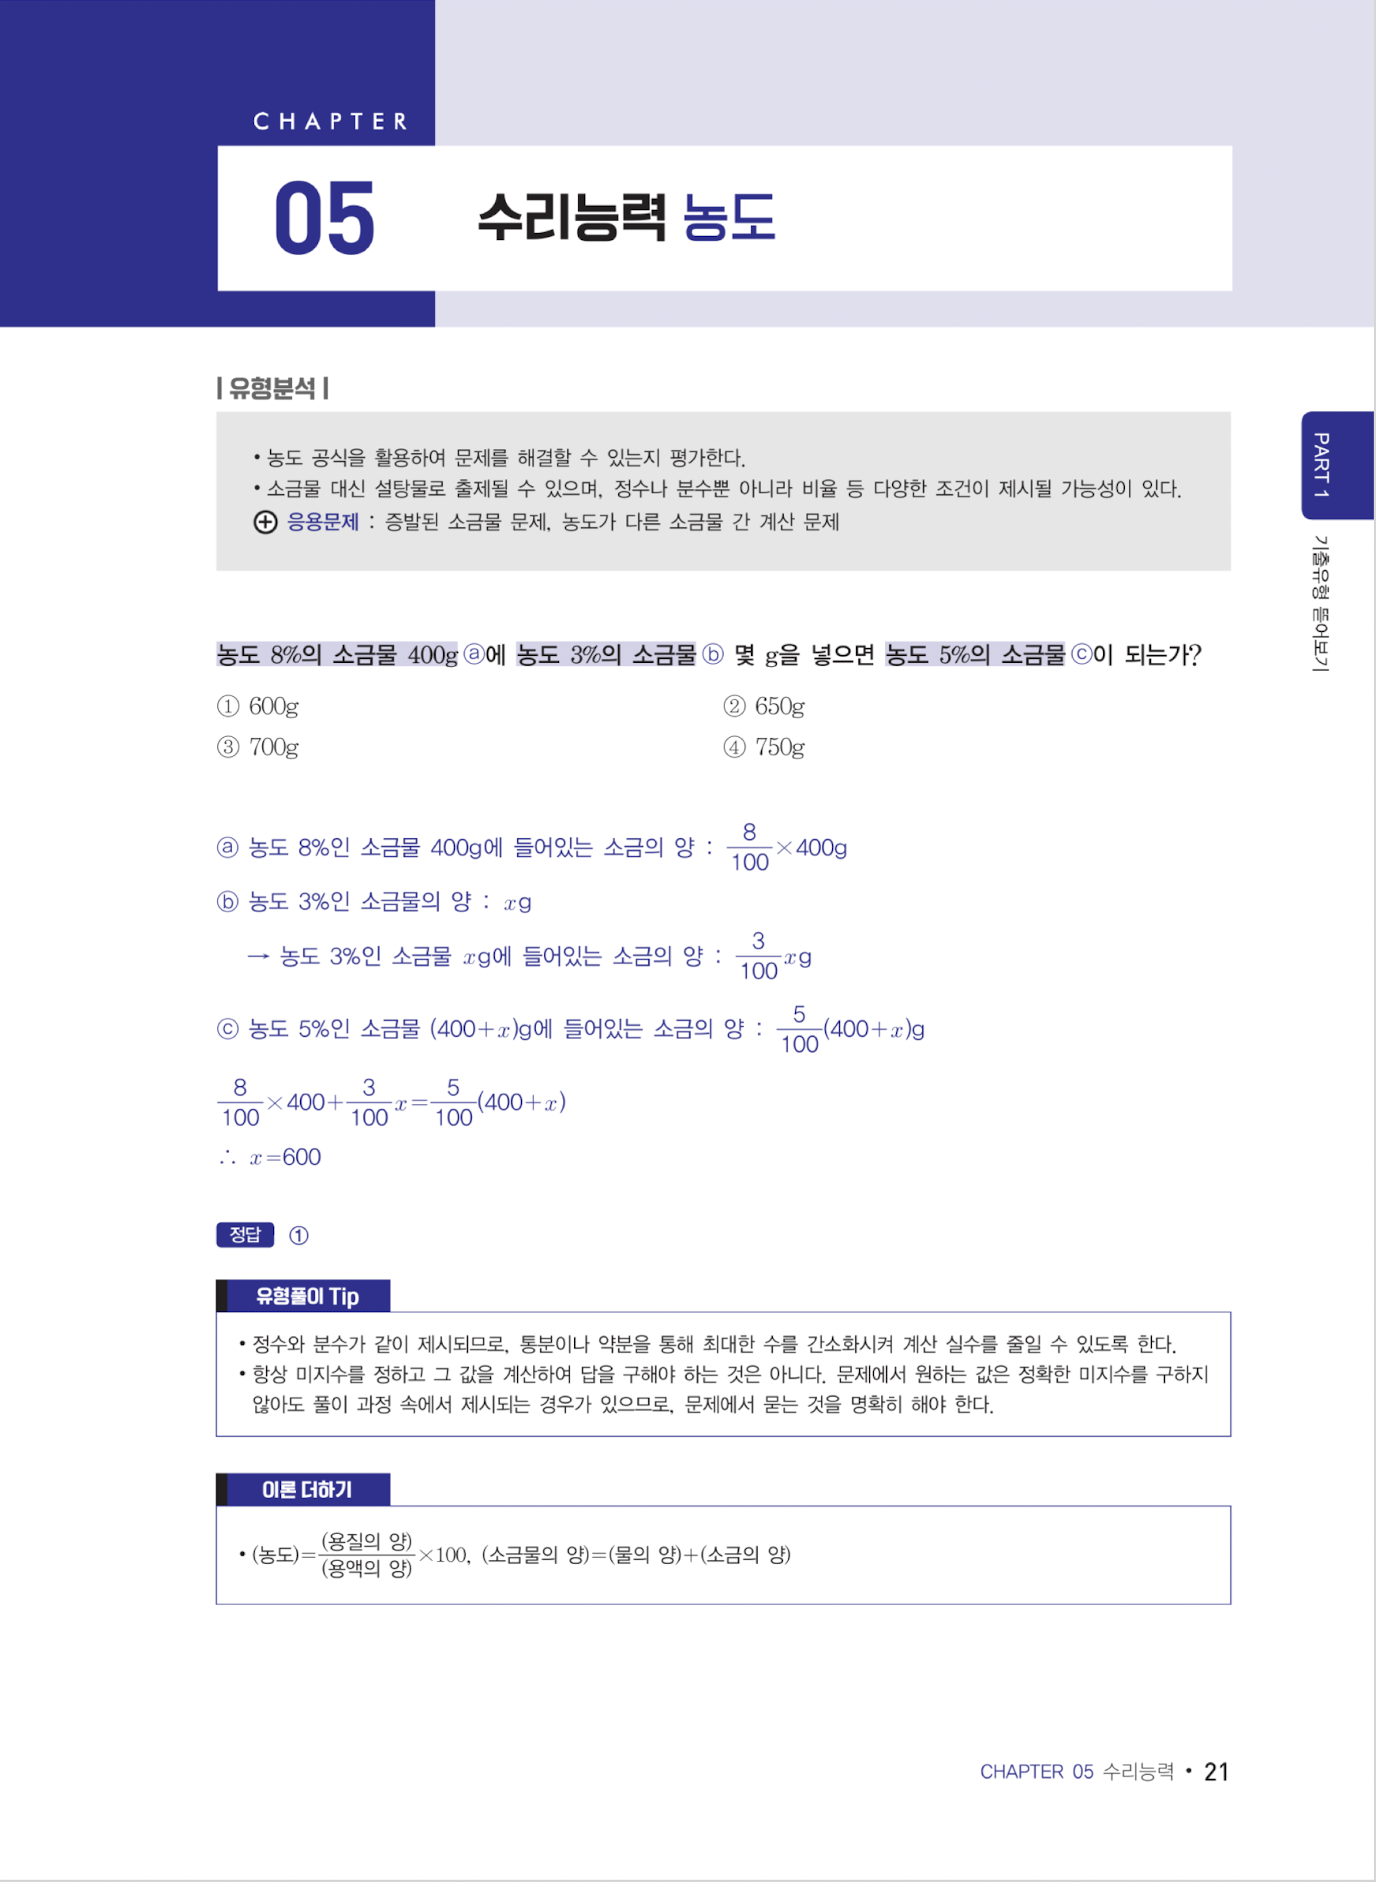 CHAPTER
05 수리능력 농도
| 유형분석 |
• 농도 공식을 활용하여 문제를 해결할 수 있는지 평가한다.
• 소금물 대신 설탕물로 출제될 수 있으며, 정수나 분수뿐 아니라 비율 등 다양한 조건이 제시될 가능성이 있다.
⊕ 응용문제 : 증발된 소금물 문제, 농도가 다른 소금물 간 계산 문제
PART 1
기출유형 뜯어보기
농도 8%의 소금물 400gⓐ에 농도 3%의 소금물ⓑ 몇 g을 넣으면 농도 5%의 소금물ⓒ이 되는가?
① 600g ② 650g
③ 700g ④ 750g
ⓐ 농도 8%인 소금물 400g에 들어있는 소금의 양 : 8/100×400g
ⓑ 농도 3%인 소금물의 양 : xg
→ 농도 3%인 소금물 xg에 들어있는 소금의 양 : 3/100xg
ⓒ 농도 5%인 소금물 (400+x)g에 들어있는 소금의 양 : 5/100(400+x)g
8/100×400+3/100x=5/100(400+x)
∴ x=600
정답 ①
유형풀이 Tip
• 정수와 분수가 같이 제시되므로, 통분이나 약분을 통해 최대한 수를 간소화시켜 계산 실수를 줄일 수 있도록 한다.
• 항상 미지수를 정하고 그 값을 계산하여 답을 구해야 하는 것은 아니다. 문제에서 원하는 값은 정확한 미지수를 구하지
않아도 풀이 과정 속에서 제시되는 경우가 있으므로, 문제에서 묻는 것을 명확히 해야 한다.
이론 더하기
• (농도)=(용질의 양)/(용액의 양)×100, (소금물의 양)=(물의 양)+(소금의 양)
CHAPTER 05 수리능력 • 21